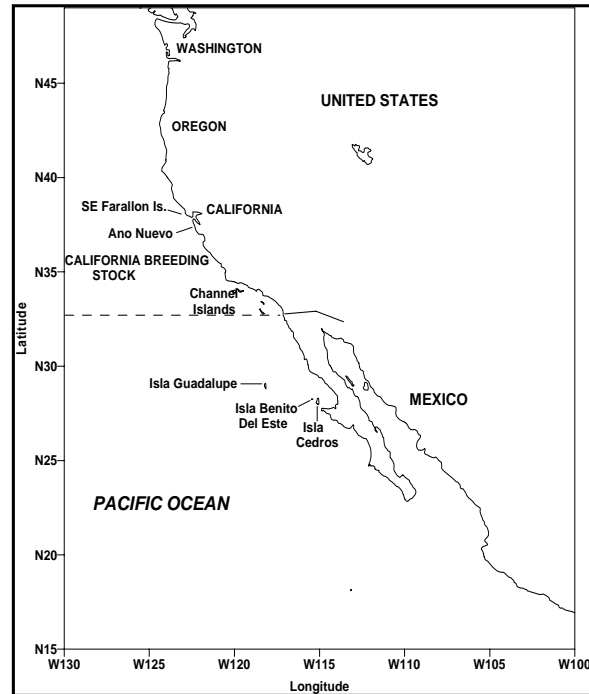 WASHINGTON
N45
UNITED STATES
OREGON
N40
SE Farallon Is.
CALIFORNIA
Ano Nuevo
CALIFORNIA BREEDING
STOCK
N35
Channel
Islands
Latitude
N30
Isla Guadalupe
MEXICO
Isla Benito
Del Este
Isla
Cedros
N25
PACIFIC OCEAN
N20
N15
W130
W125
W120
W115
W110
W105
W100
Longitude